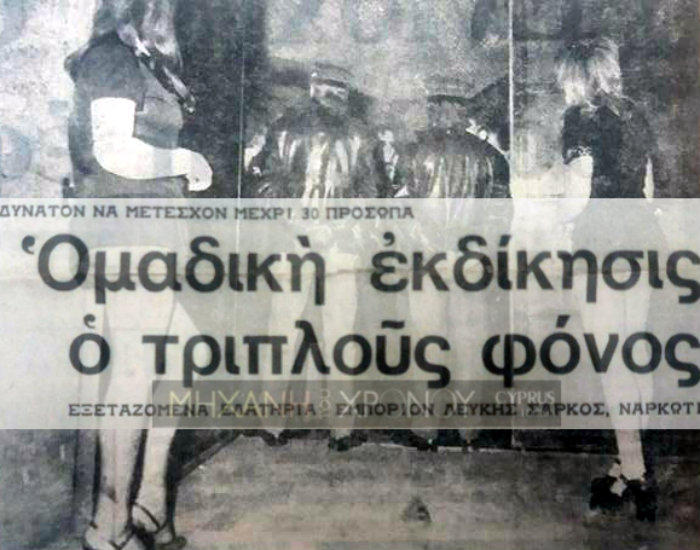 ΔΥΝΑΤΟΝ ΝΑ ΜΕΤΕΣΧΟΝ ΜΕΧΡΙ 30 ΠΡΟΣΩΠΑ
Ὁμαδικὴ ἐκδίκησις
ὁ τριπλοῦς φόνος
ΜΗΧΑΝΗ ΤΟΥ ΧΡΟΝΟΥ CYPRUS
ΕΞΕΤΑΖΟΜΕΝΑ ΕΛΑΤΗΡΙΑ: ΕΜΠΟΡΙΟΝ ΛΕΥΚΗΣ ΣΑΡΚΟΣ, ΝΑΡΚΩΤΙ